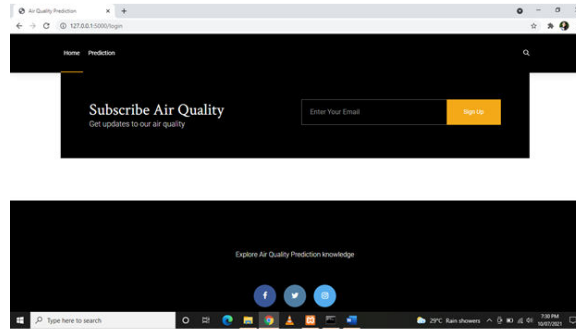 Air Quality Prediction
127.0.0.1:5000/login
Home Prediction
Subscribe Air Quality
Get updates to our air quality
Enter Your Email
Sign Up
Explore Air Quality Prediction knowledge
Type here to search
29°C Rain showers
7:30 PM
10/07/2021